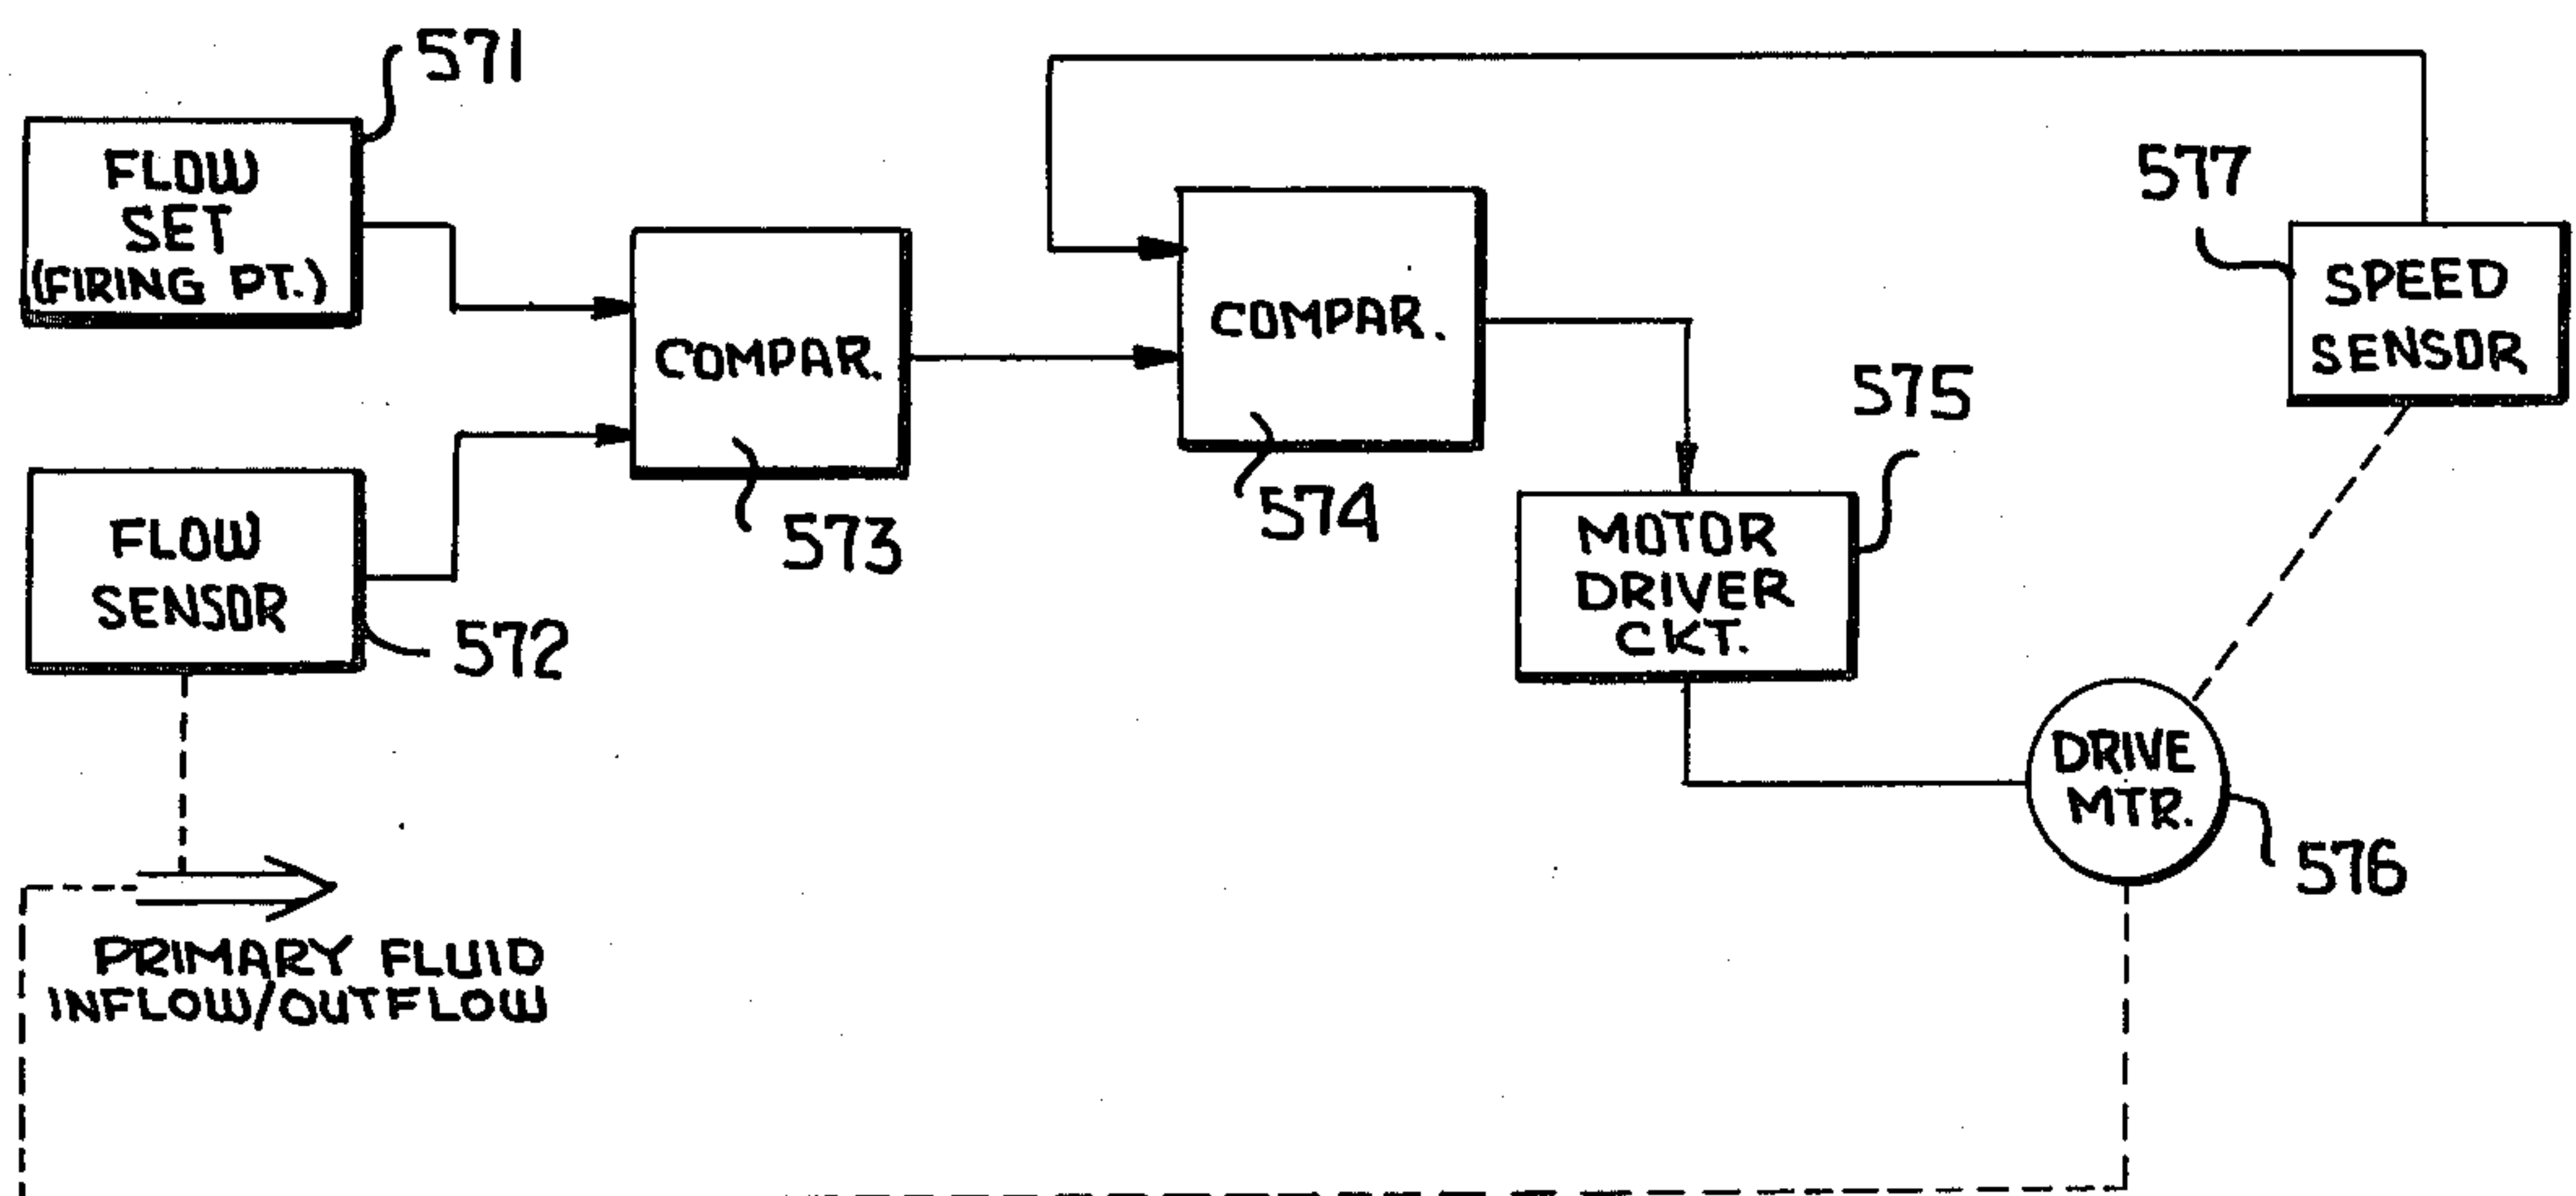 571
FLOW
SET
(FIRING PT.)
COMPAR.
573
COMPAR.
574
577
SPEED
SENSOR
575
MOTOR
DRIVER
CKT.
FLOW
SENSOR
572
DRIVE
MTR.
576
PRIMARY FLUID
INFLOW/OUTFLOW